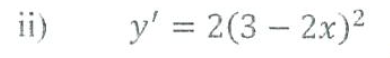 ii) y′ = 2(3 − 2x)²